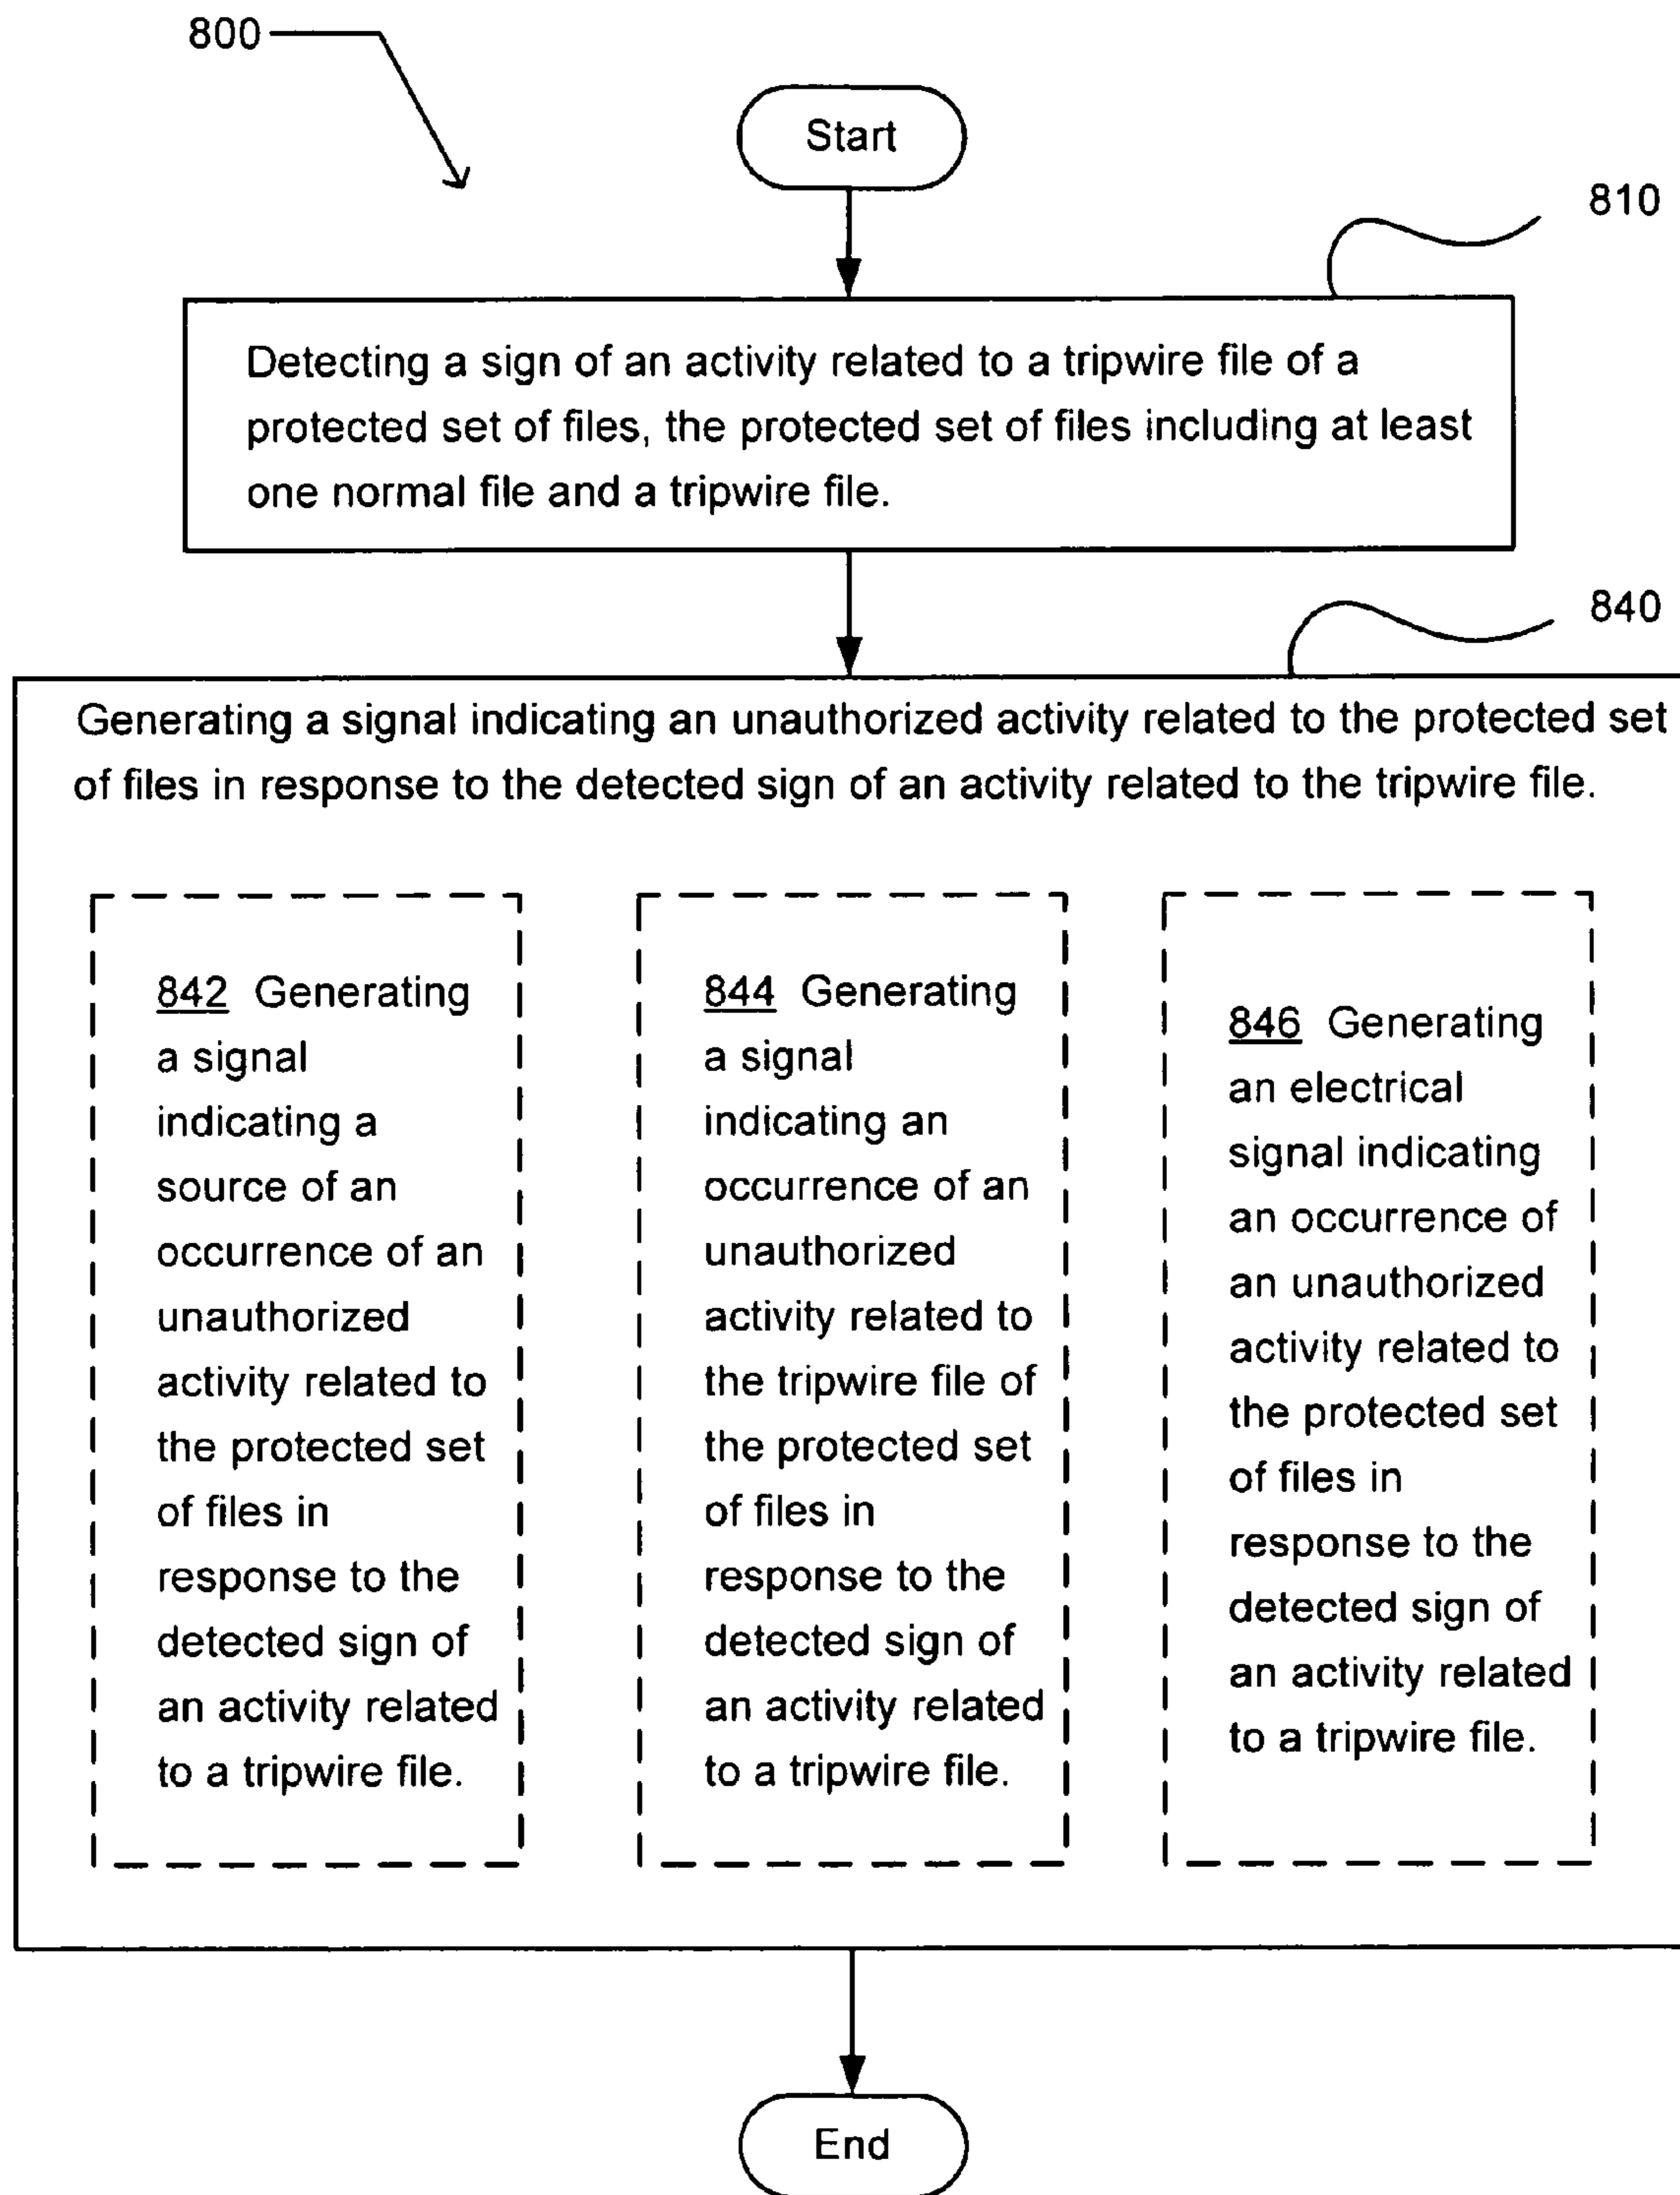 800
Start
810
Detecting a sign of an activity related to a tripwire file of a
protected set of files, the protected set of files including at least
one normal file and a tripwire file.
840
Generating a signal indicating an unauthorized activity related to the protected set
of files in response to the detected sign of an activity related to the tripwire file.
842 Generating
a signal
indicating a
source of an
occurrence of an
unauthorized
activity related to
the protected set
of files in
response to the
detected sign of
an activity related
to a tripwire file.
844 Generating
a signal
indicating an
occurrence of an
unauthorized
activity related to
the tripwire file of
the protected set
of files in
response to the
detected sign of
an activity related
to a tripwire file.
846 Generating
an electrical
signal indicating
an occurrence of
an unauthorized
activity related to
the protected set
of files in
response to the
detected sign of
an activity related
to a tripwire file.
End